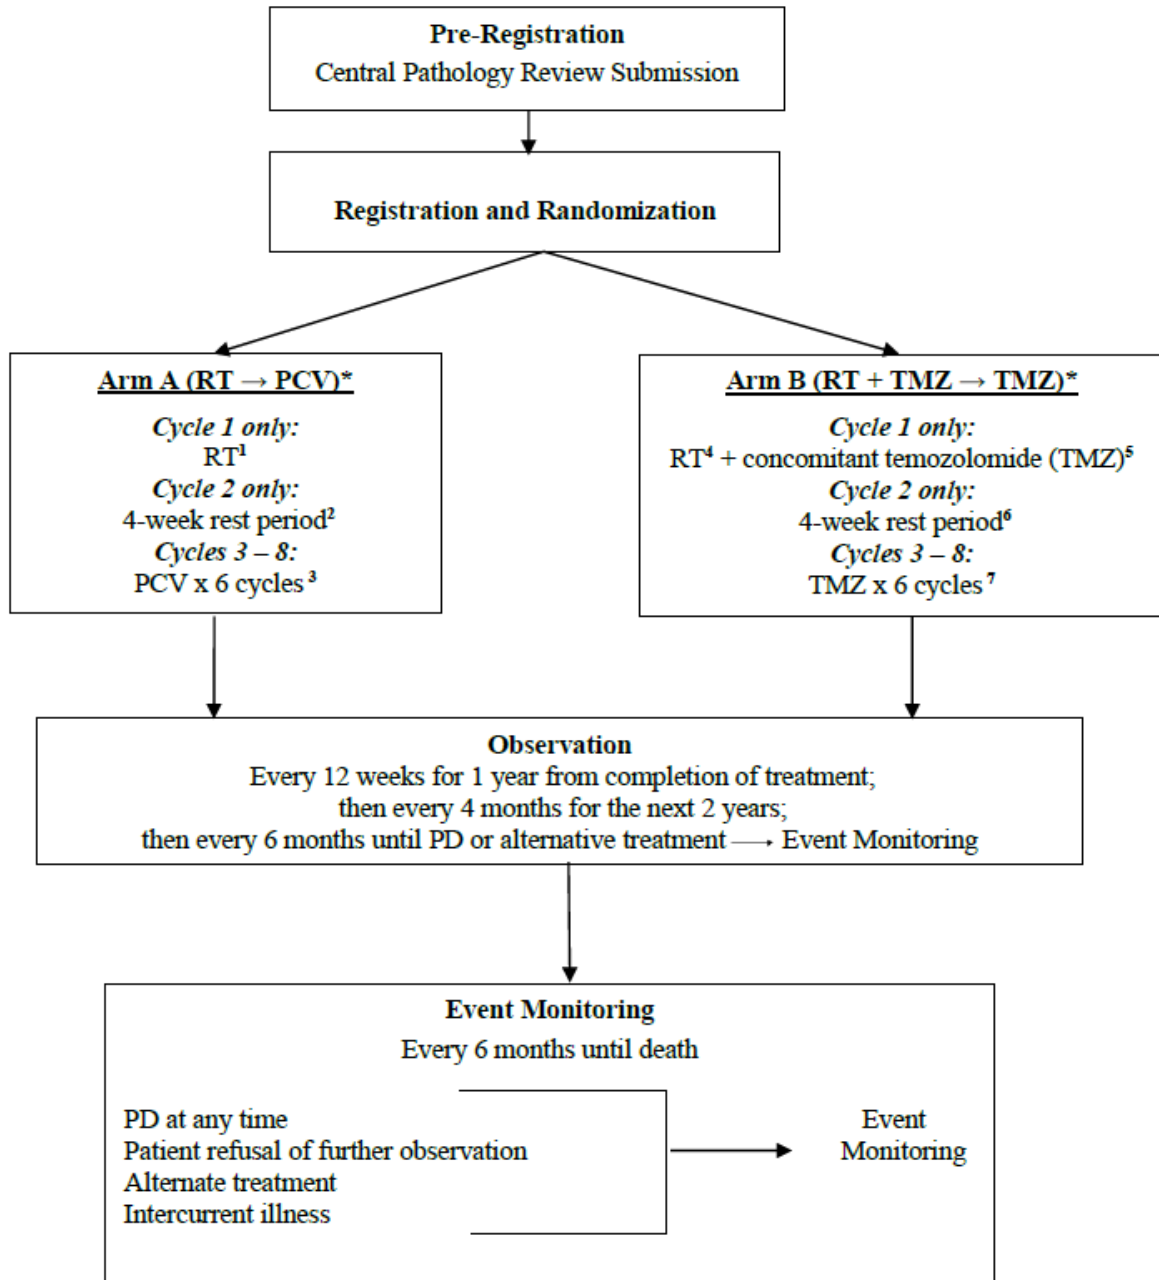 Pre-Registration
Central Pathology Review Submission
Registration and Randomization
Arm A (RT → PCV)*
Cycle 1 only:
RT¹
Cycle 2 only:
4-week rest period²
Cycles 3 – 8:
PCV x 6 cycles ³
Arm B (RT + TMZ → TMZ)*
Cycle 1 only:
RT⁴ + concomitant temozolomide (TMZ)⁵
Cycle 2 only:
4-week rest period⁶
Cycles 3 – 8:
TMZ x 6 cycles ⁷
Observation
Every 12 weeks for 1 year from completion of treatment;
then every 4 months for the next 2 years;
then every 6 months until PD or alternative treatment → Event Monitoring
Event Monitoring
Every 6 months until death
PD at any time
Patient refusal of further observation
Alternate treatment
Intercurrent illness
Event
Monitoring